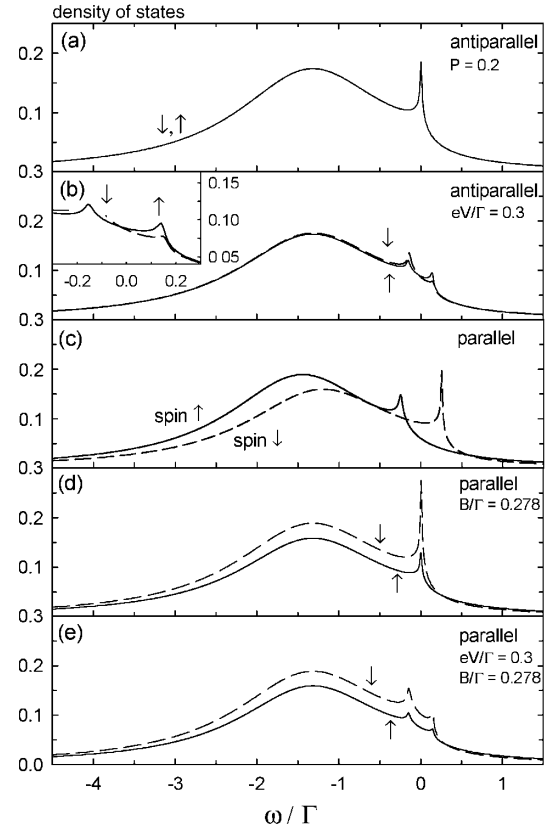 density of states
(a)
antiparallel
P = 0.2
0.2
0.1
↓,↑
0.3
(b)
antiparallel
eV/Γ = 0.3
0.15
0.10
0.05
-0.2 0.0 0.2
↓ ↑
0.2
0.1
↓
↑
0.3
(c)
parallel
0.2
0.1
spin ↑
spin ↓
0.3
(d)
parallel
B/Γ = 0.278
0.2
0.1
↓
↑
0.3
(e)
parallel
eV/Γ = 0.3
B/Γ = 0.278
0.2
0.1
0.0
↓
↑
-4 -3 -2 -1 0 1
ω / Γ